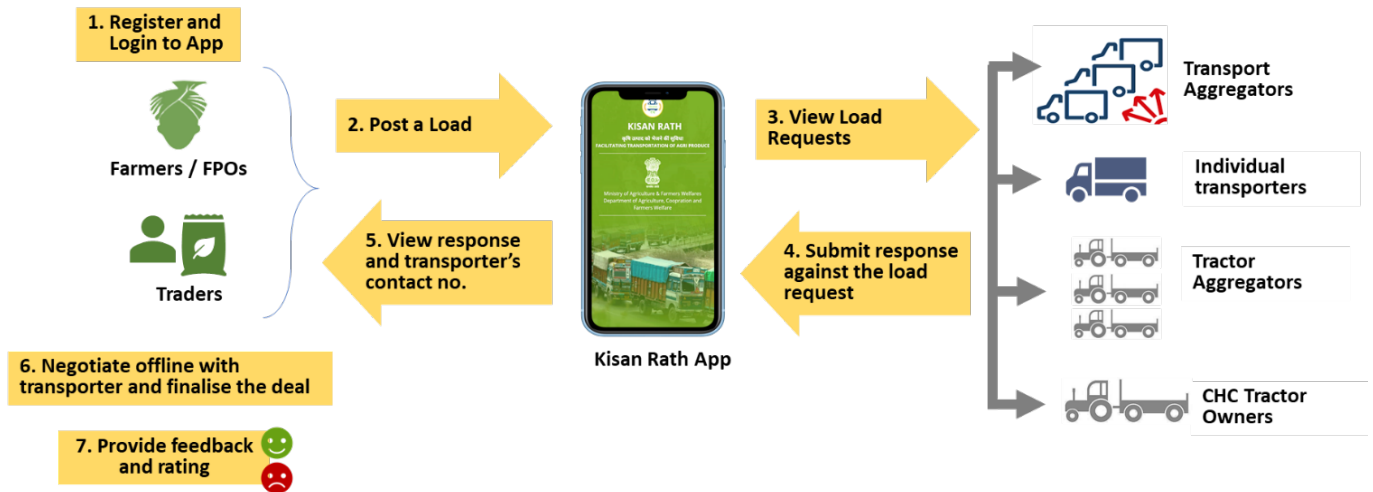 1. Register and
Login to App
Farmers / FPOs
Traders
2. Post a Load
5. View response
and transporter's
contact no.
6. Negotiate offline with
transporter and finalise the deal
7. Provide feedback
and rating
KISAN RATH
कृषि उत्पाद को भेजने की सुविधा
FACILITATING TRANSPORTATION OF AGRI PRODUCE
Ministry of Agriculture & Farmers Welfare
Department of Agriculture, Cooperation and
Farmers Welfare
Kisan Rath App
3. View Load
Requests
4. Submit response
against the load
request
Transport
Aggregators
Individual
transporters
Tractor
Aggregators
CHC Tractor
Owners